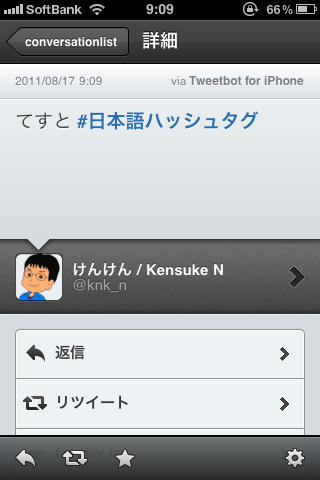 SoftBank 9:09 66%
conversationlist 詳細
2011/08/17 9:09 via Tweetbot for iPhone
てすと #日本語ハッシュタグ
けんけん / Kensuke N
@knk_n
返信
リツイート